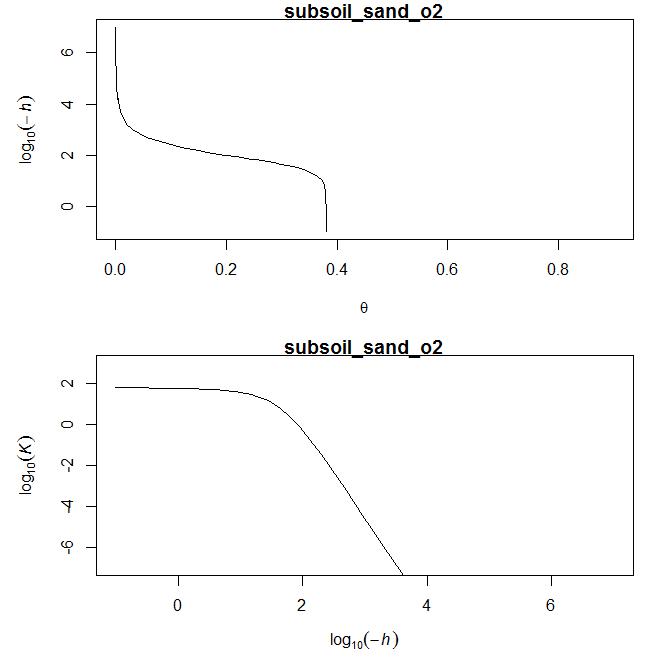 subsoil_sand_o2
log10(−h)
6
4
2
0
0.0 0.2 0.4 0.6 0.8
θ
subsoil_sand_o2
log10(K)
2
0
-2
-4
-6
0 2 4 6
log10(−h)